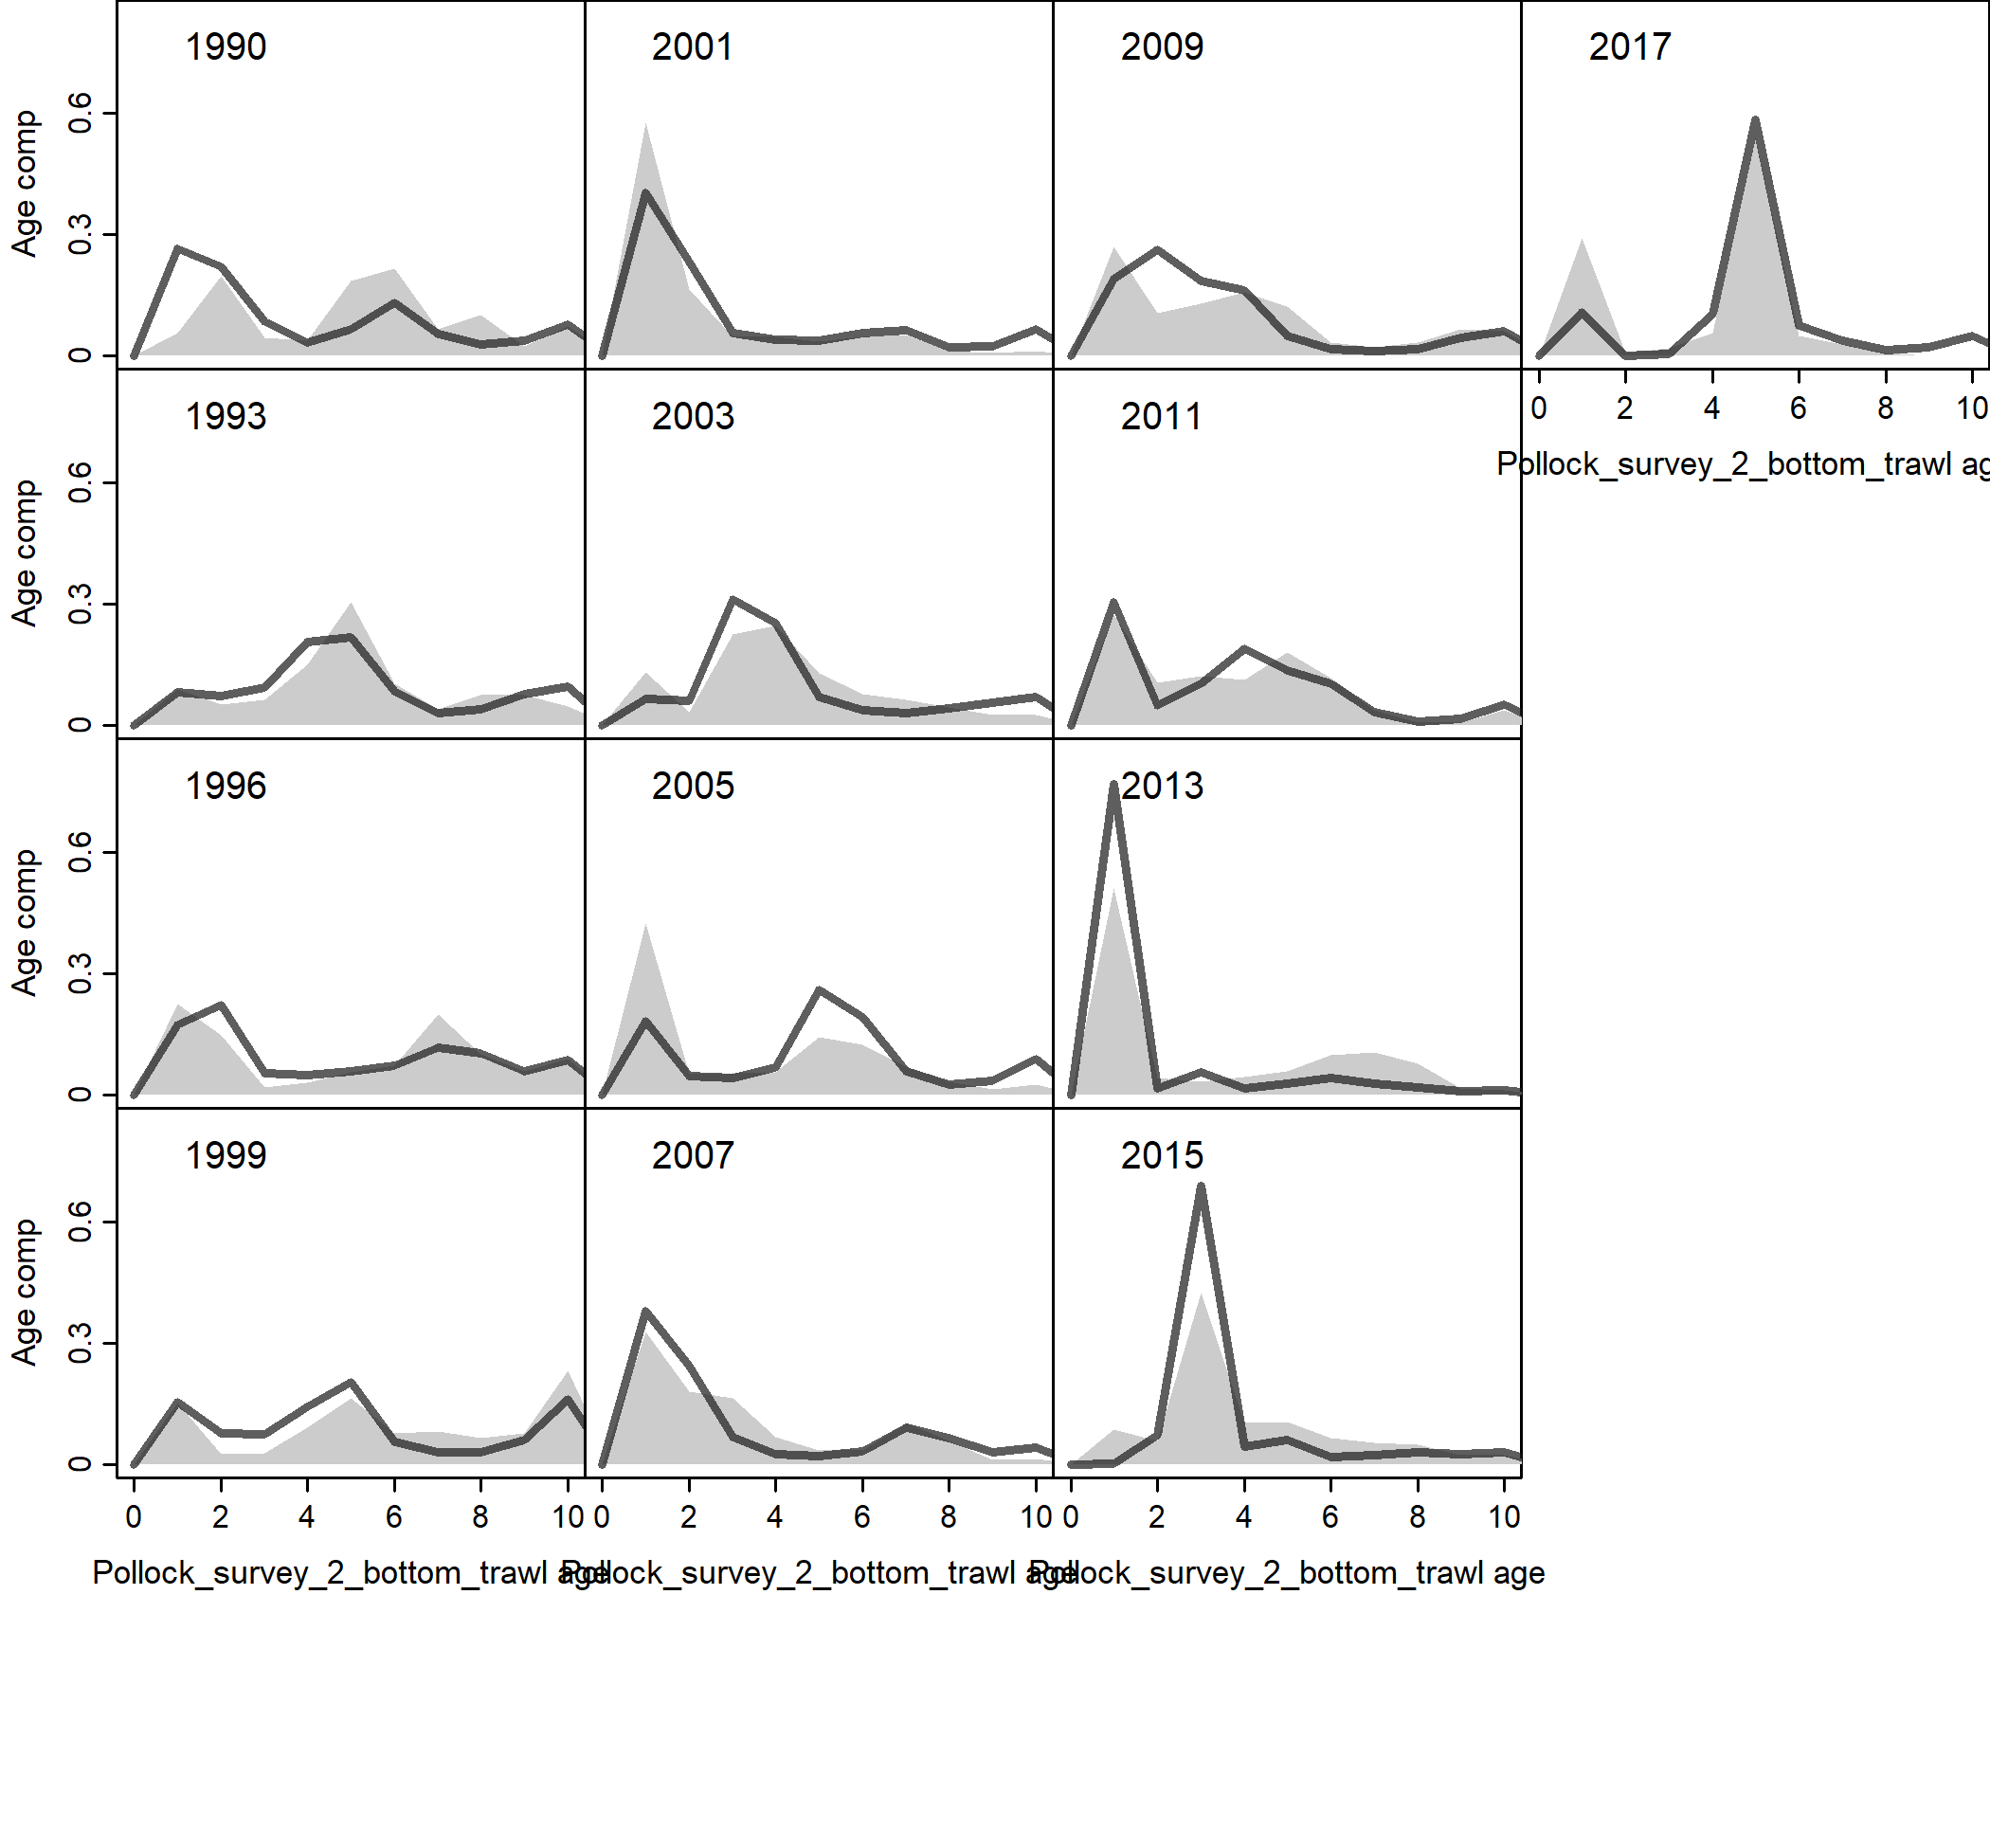 1990 2001 2009 2017
Age comp 0 0.3 0.6
0 2 4 6 8 10
Pollock_survey_2_bottom_trawl ag
1993 2003 2011
Age comp 0 0.3 0.6
1996 2005 2013
Age comp 0 0.3 0.6
1999 2007 2015
Age comp 0 0.3 0.6
0 2 4 6 8 10 0 2 4 6 8 10 0 2 4 6 8 10
Pollock_survey_2_bottom_trawl age Pollock_survey_2_bottom_trawl age Pollock_survey_2_bottom_trawl age